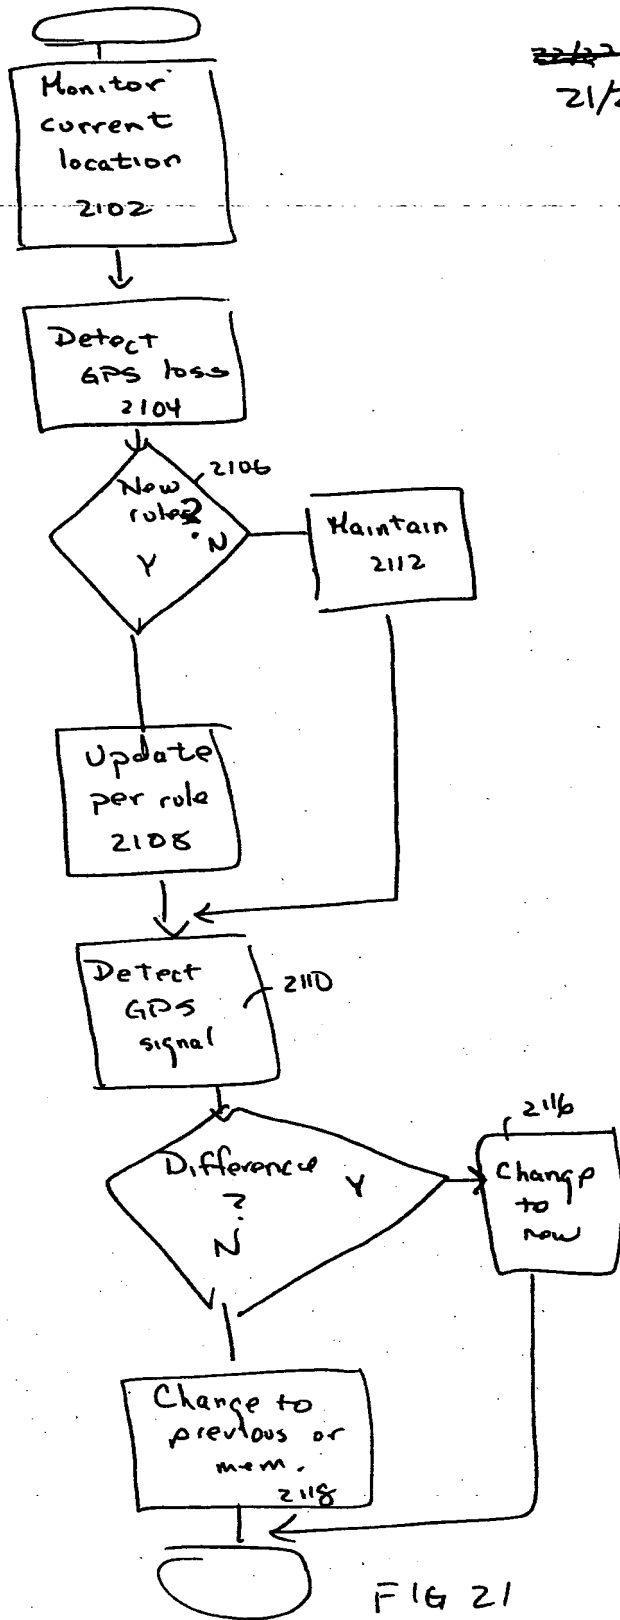 21/2
Monitor
current
location
2102
Detect
GPS loss
2104
2106
New
rules?
N
Y
Maintain
2112
Update
per rule
2108
Detect
GPS
signal
2110
Difference
?
Y
N
2116
Change
to
new
Change to
previous or
mem.
2118
FIG 21